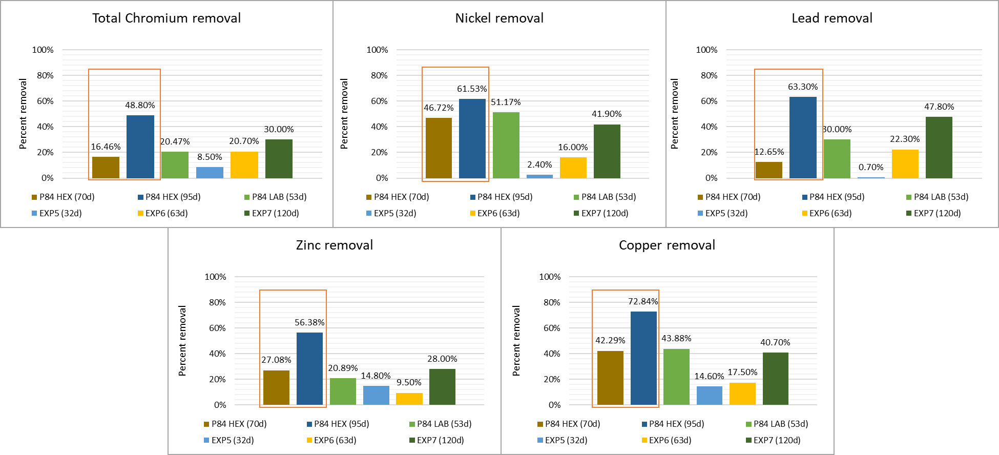 Total Chromium removal
Percent removal
100%
80%
60%
40%
20%
0%
16.46%
48.80%
20.47%
8.50%
20.70%
30.00%
P84 HEX (70d)
P84 HEX (95d)
P84 LAB (53d)
EXP5 (32d)
EXP6 (63d)
EXP7 (120d)
Nickel removal
Percent removal
100%
80%
60%
40%
20%
0%
46.72%
61.53%
51.17%
2.40%
16.00%
41.90%
P84 HEX (70d)
P84 HEX (95d)
P84 LAB (53d)
EXP5 (32d)
EXP6 (63d)
EXP7 (120d)
Lead removal
Percent removal
100%
80%
60%
40%
20%
0%
12.65%
63.30%
30.00%
0.70%
22.30%
47.80%
P84 HEX (70d)
P84 HEX (95d)
P84 LAB (53d)
EXP5 (32d)
EXP6 (63d)
EXP7 (120d)
Zinc removal
Percent removal
100%
80%
60%
40%
20%
0%
27.08%
56.38%
20.89%
14.80%
9.50%
28.00%
P84 HEX (70d)
P84 HEX (95d)
P84 LAB (53d)
EXP5 (32d)
EXP6 (63d)
EXP7 (120d)
Copper removal
Percent removal
100%
80%
60%
40%
20%
0%
42.29%
72.84%
43.88%
14.60%
17.50%
40.70%
P84 HEX (70d)
P84 HEX (95d)
P84 LAB (53d)
EXP5 (32d)
EXP6 (63d)
EXP7 (120d)